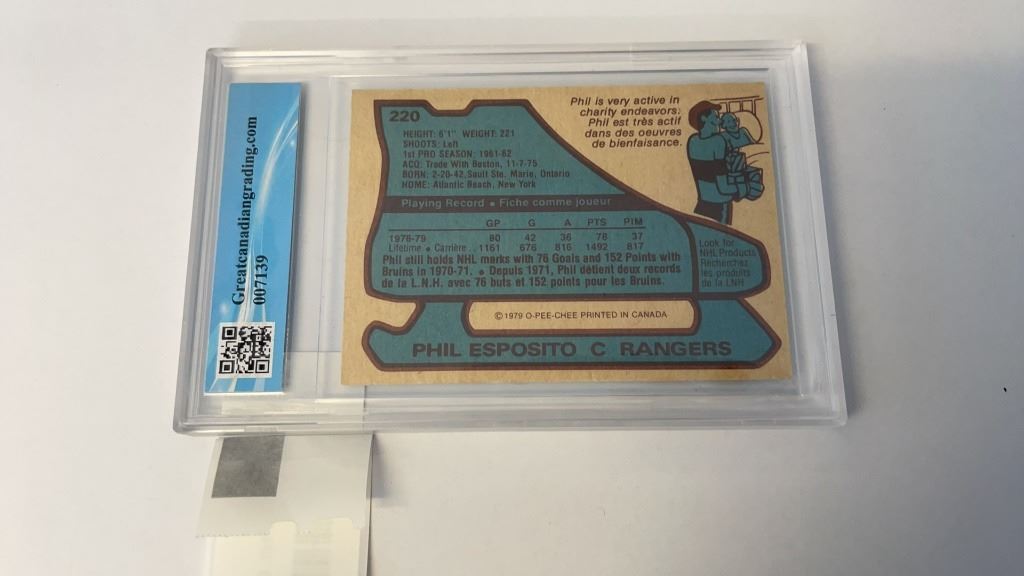 Greatcanadiangrading.com
007139
220
HEIGHT: 6'1" WEIGHT: 221
SHOOTS: Left
1st PRO SEASON: 1961-62
ACQ: Trade With Boston, 11-7-75
BORN: 2-20-42, Sault Ste. Marie, Ontario
HOME: Atlantic Beach, New York
Phil is very active in
charity endeavors.
Phil est très actif
dans des oeuvres
de bienfaisance.
Playing Record • Fiche comme joueur
GP G A PTS PIM
1978-79 80 42 36 78 37
Lifetime • Carrière 1161 676 816 1492 817
Phil still holds NHL marks with 76 Goals and 152 Points with
Bruins in 1970-71. • Depuis 1971, Phil détient deux records
de la L.N.H. avec 76 buts et 152 points pour les Bruins.
Look for
NHL Products
Recherchez
les produits
de la LNH
© 1979 O-PEE-CHEE PRINTED IN CANADA
PHIL ESPOSITO C RANGERS